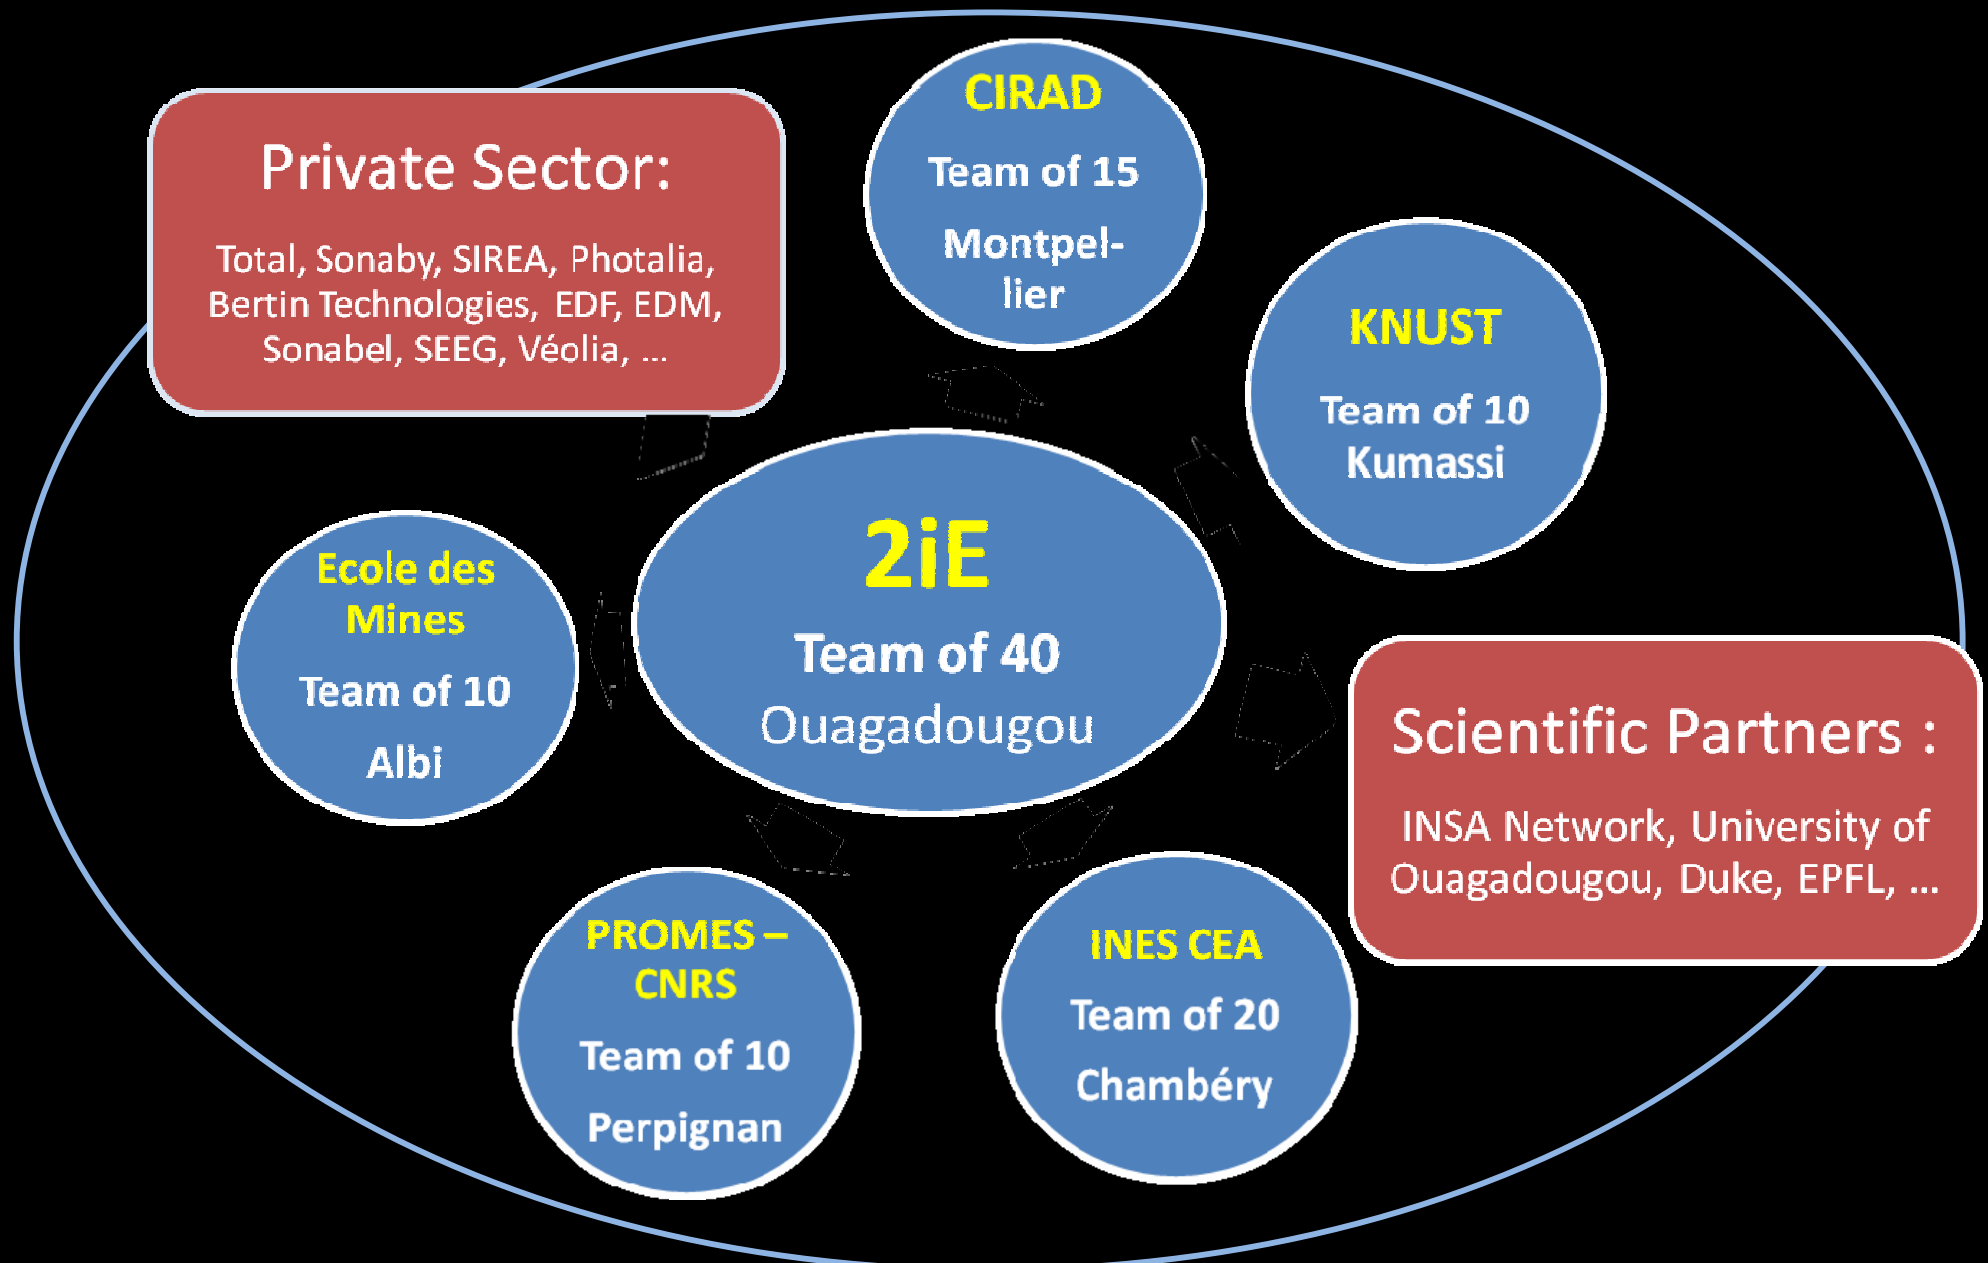 CIRAD
Team of 15
Montpel-
lier
Private Sector:
Total, Sonaby, SIREA, Photalia,
Bertin Technologies, EDF, EDM,
Sonabel, SEEG, Véolia, ...
KNUST
Team of 10
Kumassi
2iE
Team of 40
Ouagadougou
Ecole des
Mines
Team of 10
Albi
Scientific Partners :
INSA Network, University of
Ouagadougou, Duke, EPFL, ...
PROMES –
CNRS
Team of 10
Perpignan
INES CEA
Team of 20
Chambéry